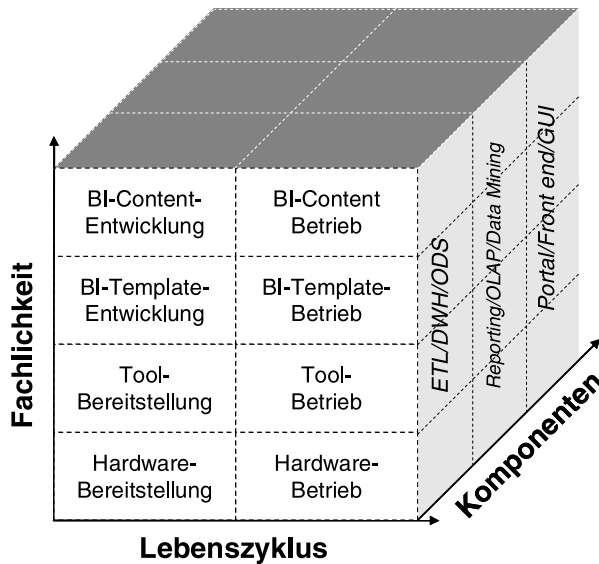 BI-Content-
Entwicklung
BI-Content
Betrieb
BI-Template-
Entwicklung
BI-Template-
Betrieb
Tool-
Bereitstellung
Tool-
Betrieb
Hardware-
Bereitstellung
Hardware-
Betrieb
Fachlichkeit
Lebenszyklus
Komponenten
ETL/DWH/ODS
Reporting/OLAP/Data Mining
Portal/Front end/GUI